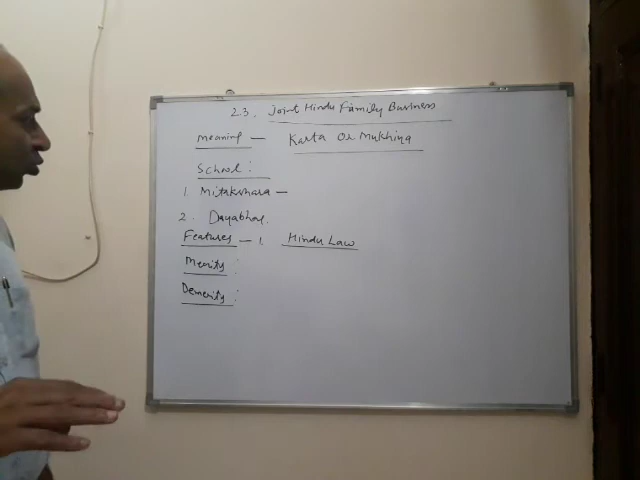 2.3. Joint Hindu Family Business
Meaning — Karta Or Mukhiya
School :
1. Mitakshara —
2. Dayabhag.
Features — 1. Hindu Law
Merits :
Demerits :